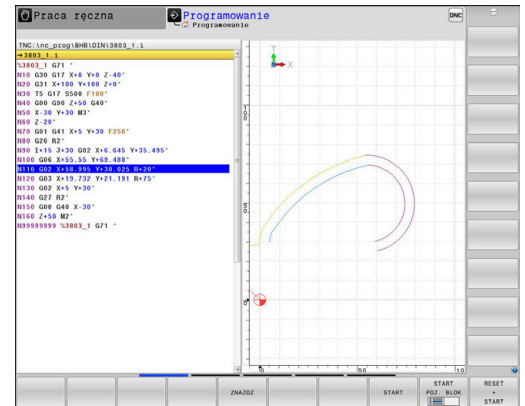 Praca ręczna
Programowanie
Programowanie
DNC
TNC:\nc_prog\BHB\DIN\3803_1.i
→3803_1.i
%3803_1 G71 *
N10 G30 G17 X+0 Y+0 Z-40*
N20 G31 X+100 Y+100 Z+0*
N30 T5 G17 S500 F100*
N40 G00 G90 Z+50 G40*
N50 X-30 Y+30 M3*
N60 Z-20*
N70 G01 G41 X+5 Y+30 F250*
N80 G26 R2*
N90 I+15 J+30 G02 X+6.645 Y+35.495*
N100 G06 X+55.55 Y+69.488*
N110 G02 X+58.995 Y+30.025 R+20*
N120 G03 X+19.732 Y+21.191 R+75*
N130 G02 X+5 Y+30*
N140 G27 R2*
N150 G00 G40 X-30*
N160 Z+50 M2*
N99999999 %3803_1 G71 *
Y
X
100
50
0
0
50
10
ZNAJDZ
START
START
POJ. BLOK
RESET
+
START